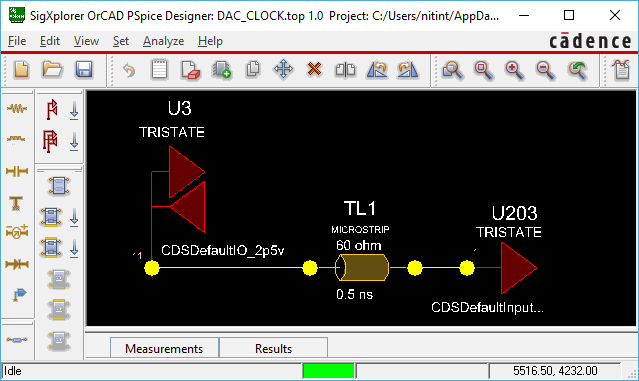 SigXplorer OrCAD PSpice Designer: DAC_CLOCK.top 1.0 Project: C:/Users/nitint/AppDa...
File Edit View Set Analyze Help
cādence
U3
TRISTATE
CDSDefaultIO_2p5v
TL1
MICROSTRIP
60 ohm
0.5 ns
U203
TRISTATE
CDSDefaultInput...
Measurements Results
Idle
5516.50, 4232.00